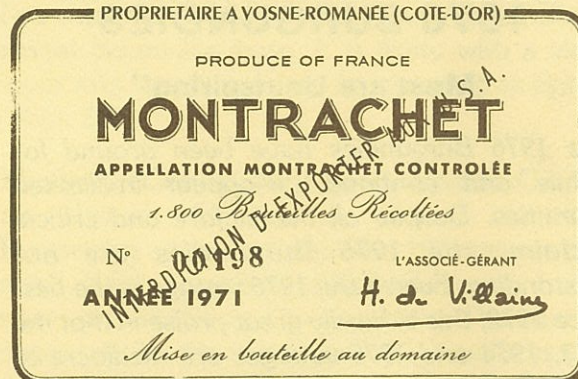 PROPRIETAIRE A VOSNE-ROMANÉE (COTE-D'OR)
PRODUCE OF FRANCE
MONTRACHET
APPELLATION MONTRACHET CONTROLÉE
1.800 Bouteilles Récoltées
N° 00198
L'ASSOCIÉ-GÉRANT
ANNÉE 1971
H. de Villaine
Mise en bouteille au domaine
INTERDICTION D'EXPORTER U.S.A.